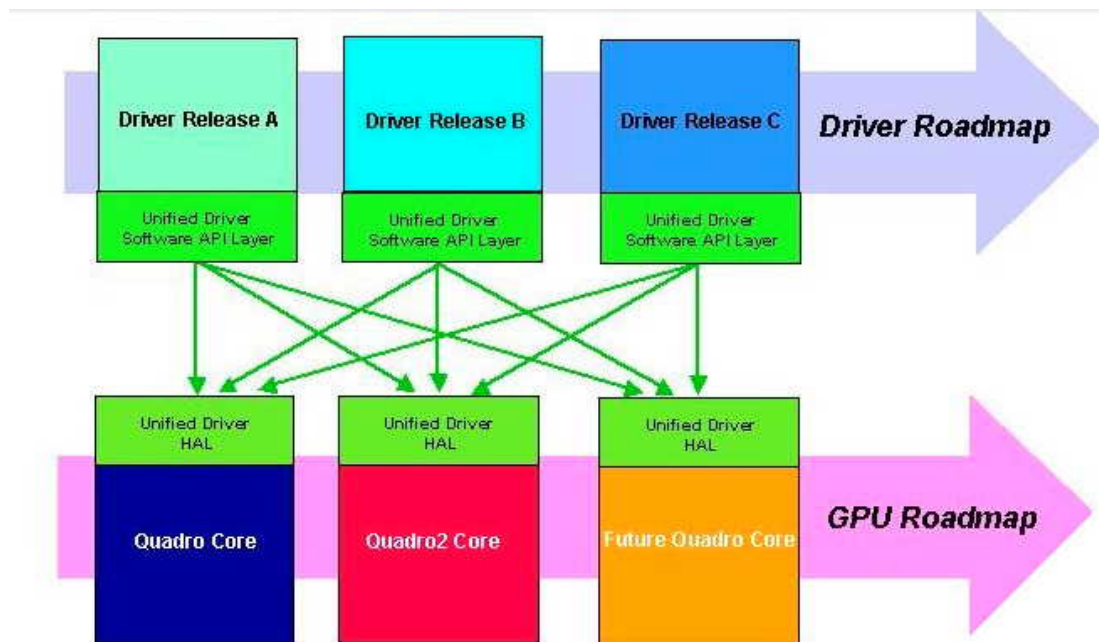 Driver Release A
Driver Release B
Driver Release C
Driver Roadmap
Unified Driver
Software API Layer
Unified Driver
Software API Layer
Unified Driver
Software API Layer
Unified Driver
HAL
Unified Driver
HAL
Unified Driver
HAL
Quadro Core
Quadro2 Core
Future Quadro Core
GPU Roadmap